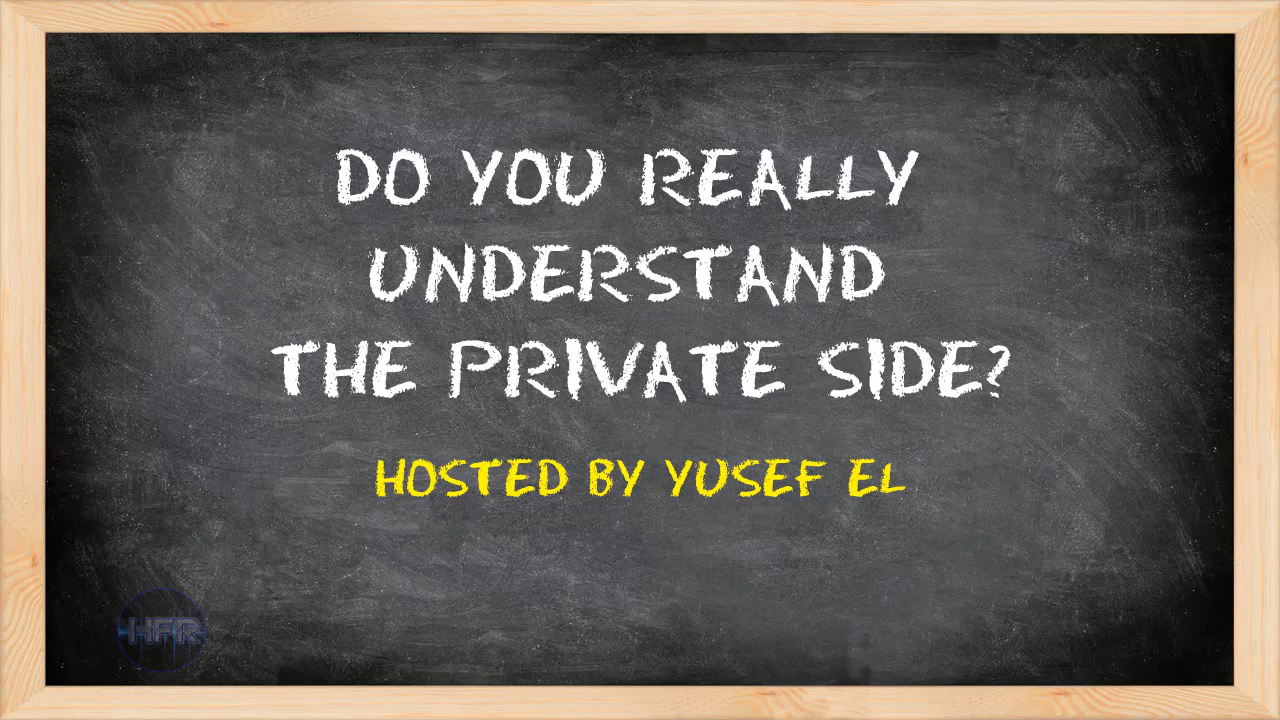 DO YOU REALLY
UNDERSTAND
THE PRIVATE SIDE?
HOSTED BY YUSEF EL
HFR